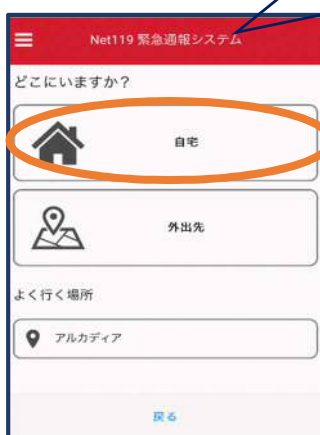 Net119 緊急通報システム
どこにいますか？
自宅
外出先
よく行く場所
アルカディア
戻る